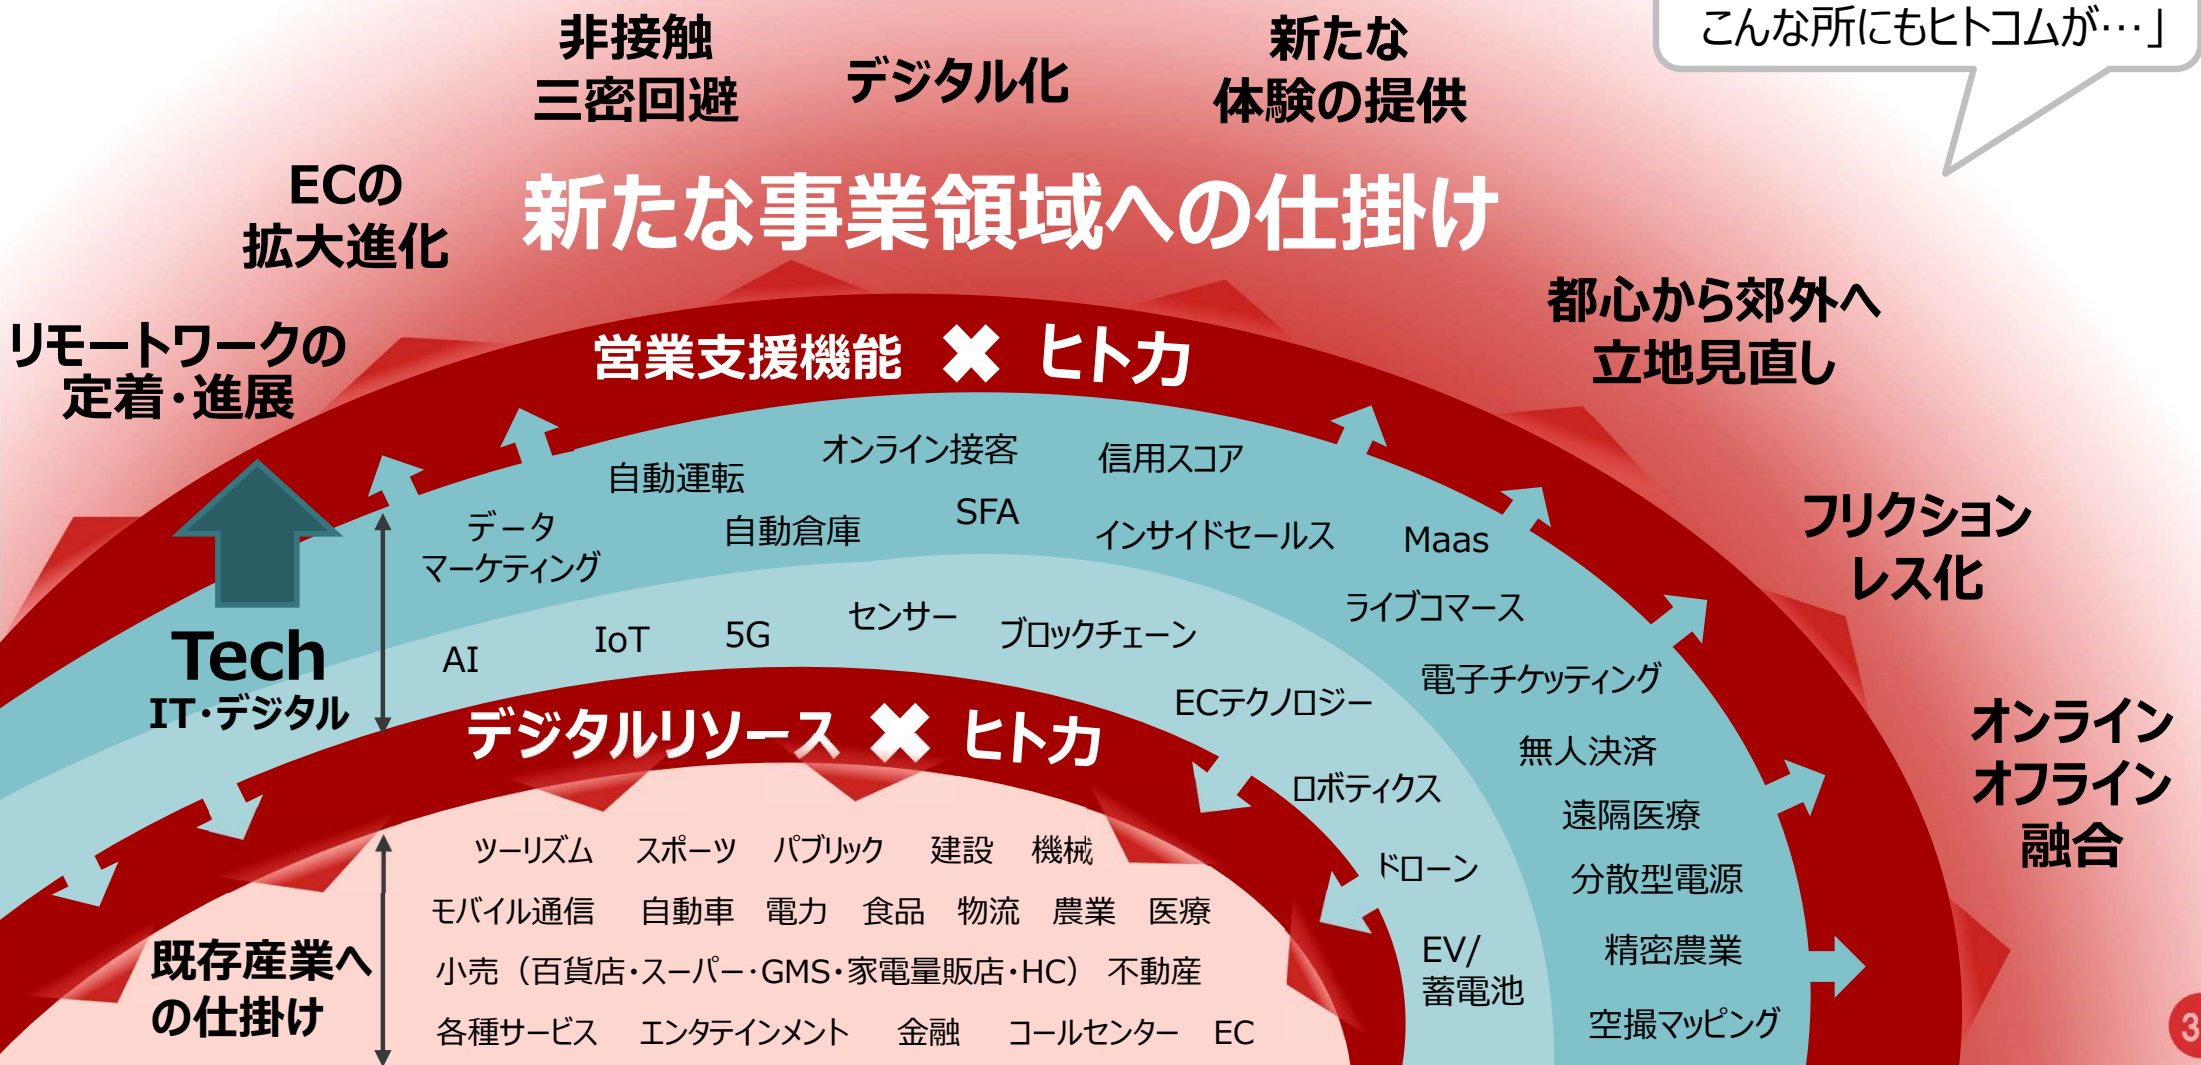 こんな所にもヒトコムが…」
非接触
三密回避
デジタル化
新たな
体験の提供
ECの
拡大進化
新たな事業領域への仕掛け
リモートワークの
定着・進展
都心から郊外へ
立地見直し
フリクション
レス化
オンライン
オフライン
融合
営業支援機能 ✖ ヒト力
自動運転
オンライン接客
信用スコア
データ
マーケティング
自動倉庫
SFA
インサイドセールス
Maas
ライブコマース
電子チケッティング
無人決済
遠隔医療
分散型電源
精密農業
空撮マッピング
Tech
IT・デジタル
AI
IoT
5G
センサー
ブロックチェーン
ECテクノロジー
ロボティクス
ドローン
EV/
蓄電池
デジタルリソース ✖ ヒト力
既存産業へ
の仕掛け
ツーリズム スポーツ パブリック 建設 機械
モバイル通信 自動車 電力 食品 物流 農業 医療
小売（百貨店・スーパー・GMS・家電量販店・HC） 不動産
各種サービス エンタテインメント 金融 コールセンター EC
3